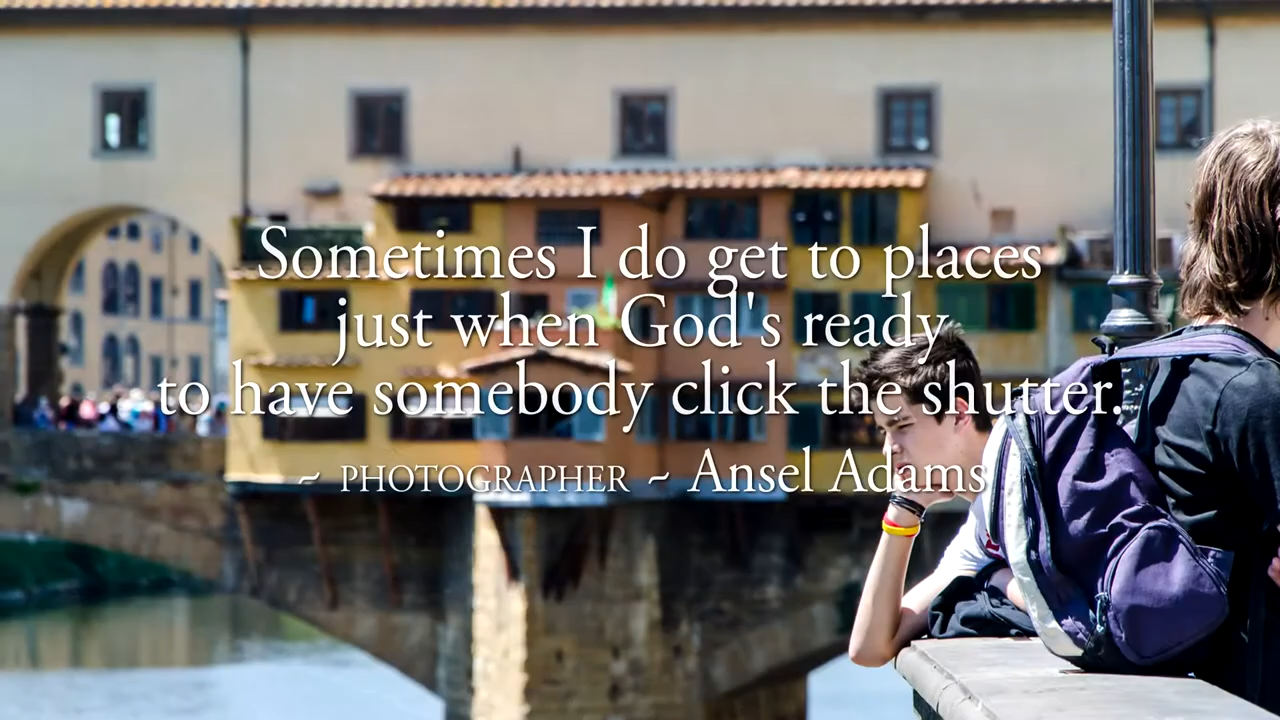 Sometimes I do get to places
just when God's ready
to have somebody click the shutter.
~ PHOTOGRAPHER ~ Ansel Adams